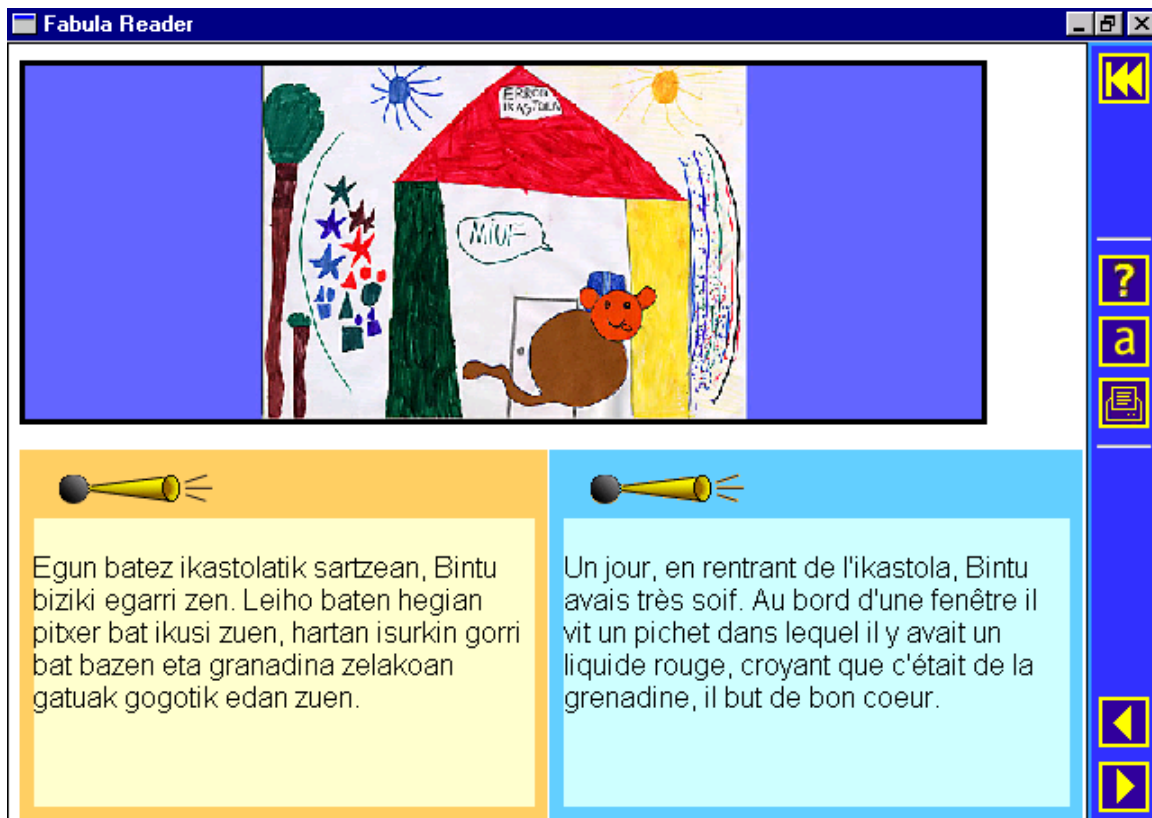 Fabula Reader
ERROBI
IKASTOLA
MIUF
?
a
Egun batez ikastolatik sartzean, Bintu
biziki egarri zen. Leiho baten hegian
pitxer bat ikusi zuen, hartan isurkin gorri
bat bazen eta granadina zelakoan
gatuak gogotik edan zuen.
Un jour, en rentrant de l'ikastola, Bintu
avais très soif. Au bord d'une fenêtre il
vit un pichet dans lequel il y avait un
liquide rouge, croyant que c'était de la
grenadine, il but de bon coeur.